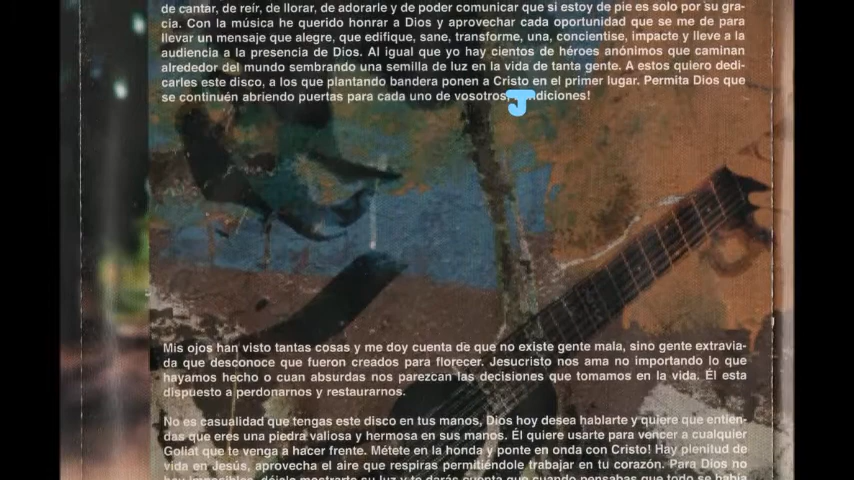 de cantar, de reír, de llorar, de adorarle y de poder comunicar que si estoy de pie es solo por su gra-
cia. Con la música he querido honrar a Dios y aprovechar cada oportunidad que se me de para
llevar un mensaje que alegre, que edifique, sane, transforme, una, concientise, impacte y lleve a la
audiencia a la presencia de Dios. Al igual que yo hay cientos de héroes anónimos que caminan
alrededor del mundo sembrando una semilla de luz en la vida de tanta gente. A estos quiero dedi-
carles este disco, a los que plantando bandera ponen a Cristo en el primer lugar. Permita Dios que
se continuén abriendo puertas para cada uno de vosotros,
Mis ojos han visto tantas cosas y me doy cuenta de que no existe gente mala, sino gente extravia-
da que desconoce que fueron creados para florecer. Jesucristo nos ama no importando lo que
hayamos hecho o cuan absurdas nos parezcan las decisiones que tomamos en la vida. Él esta
dispuesto a perdonarnos y restaurarnos.
No es casualidad que tengas este disco en tus manos, Dios hoy desea hablarte y quiere que entien-
das que eres una piedra valiosa y hermosa en sus manos. Él quiere usarte para vencer a cualquier
Goliat que te venga a hacer frente. Métete en la honda y ponte en onda con Cristo! Hay plenitud de
vida en Jesús, aprovecha el aire que respiras permitiéndole trabajar en tu corazón. Para Dios no